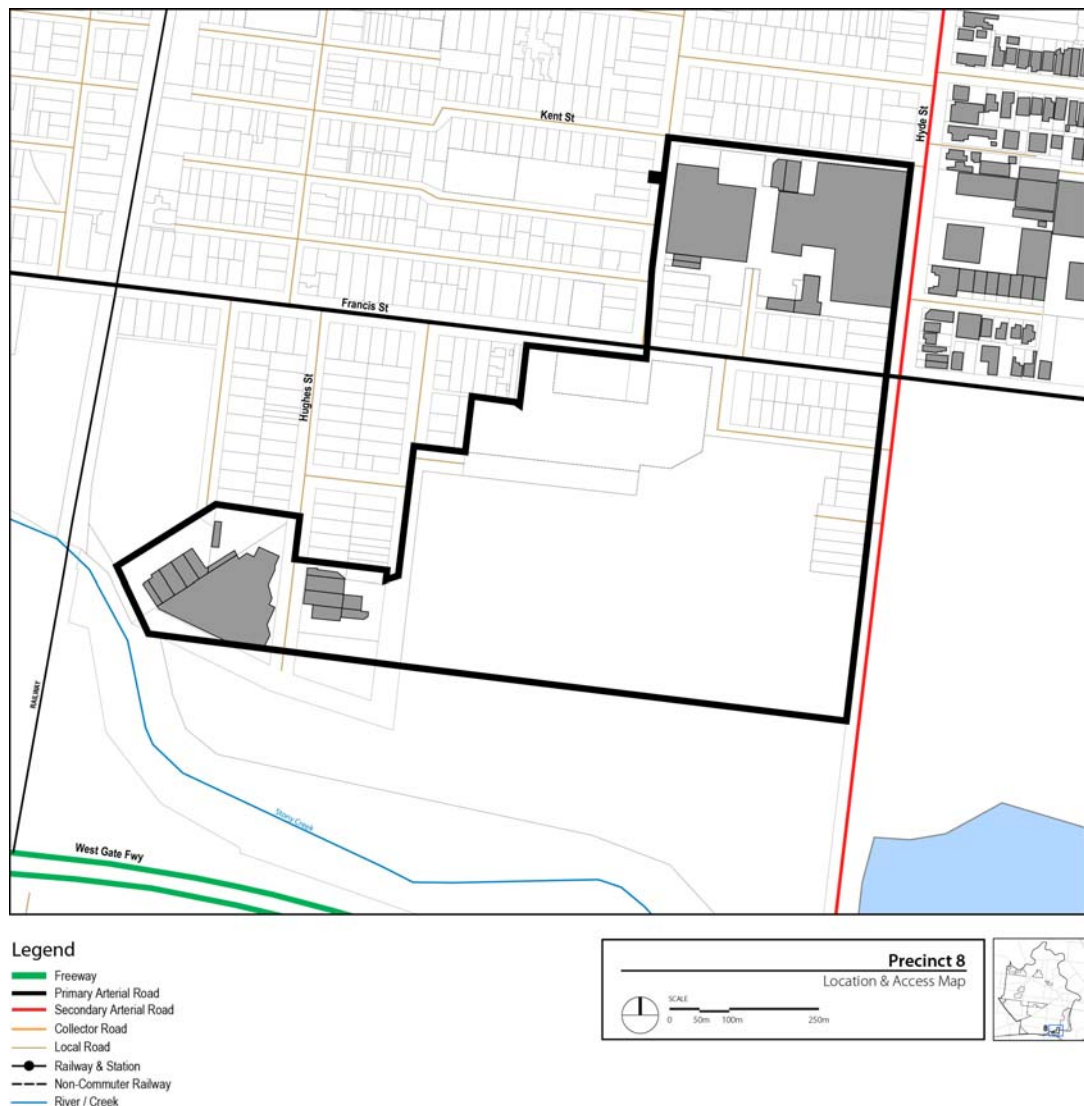 Kent St
Hyde St
Francis St
Hughes St
RAILWAY
Stony Creek
West Gate Fwy
Legend
Freeway
Primary Arterial Road
Secondary Arterial Road
Collector Road
Local Road
Railway & Station
Non-Commuter Railway
River / Creek
Precinct 8
Location & Access Map
SCALE
0 50m 100m 250m